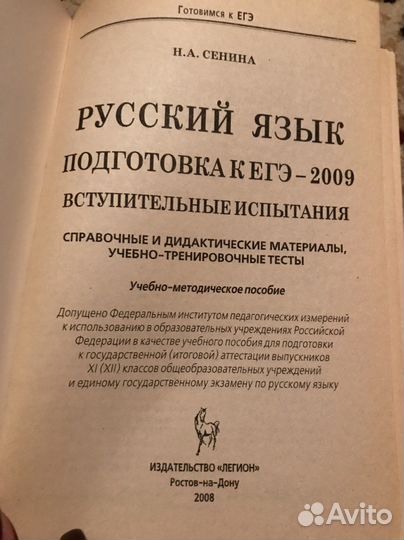 Готовимся к ЕГЭ
Н.А. СЕНИНА
РУССКИЙ ЯЗЫК
ПОДГОТОВКА К ЕГЭ – 2009
ВСТУПИТЕЛЬНЫЕ ИСПЫТАНИЯ
СПРАВОЧНЫЕ И ДИДАКТИЧЕСКИЕ МАТЕРИАЛЫ,
УЧЕБНО-ТРЕНИРОВОЧНЫЕ ТЕСТЫ
Учебно-методическое пособие
Допущено Федеральным институтом педагогических измерений
к использованию в образовательных учреждениях Российской
Федерации в качестве учебного пособия для подготовки
к государственной (итоговой) аттестации выпускников
XI (XII) классов общеобразовательных учреждений
и единому государственному экзамену по русскому языку
ИЗДАТЕЛЬСТВО «ЛЕГИОН»
Ростов-на-Дону
2008
Avito